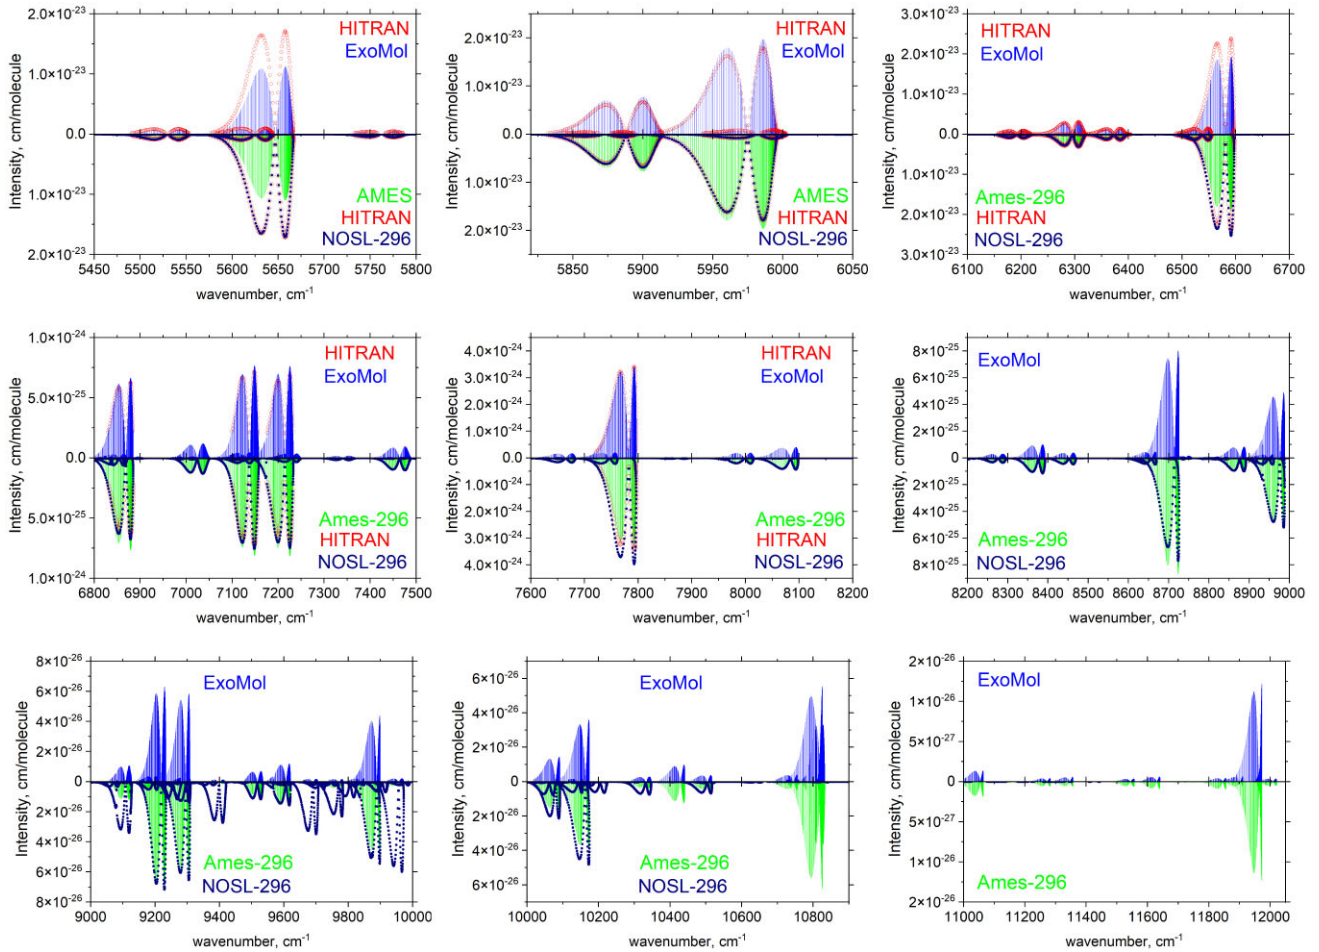 2.0×10⁻²³
1.0×10⁻²³
0.0
1.0×10⁻²³
2.0×10⁻²³
Intensity, cm/molecule
HITRAN
ExoMol
AMES
HITRAN
NOSL-296
5450 5500 5550 5600 5650 5700 5750 5800
wavenumber, cm⁻¹
2.0×10⁻²³
1.0×10⁻²³
0.0
1.0×10⁻²³
2.0×10⁻²³
Intensity, cm/molecule
HITRAN
ExoMol
AMES
HITRAN
NOSL-296
5850 5900 5950 6000 6050
wavenumber, cm⁻¹
3.0×10⁻²³
2.0×10⁻²³
1.0×10⁻²³
0.0
1.0×10⁻²³
2.0×10⁻²³
3.0×10⁻²³
Intensity, cm/molecule
HITRAN
ExoMol
Ames-296
HITRAN
NOSL-296
6100 6200 6300 6400 6500 6600 6700
wavenumber, cm⁻¹
1.0×10⁻²⁴
5.0×10⁻²⁵
0.0
5.0×10⁻²⁵
1.0×10⁻²⁴
Intensity, cm/molecule
HITRAN
ExoMol
Ames-296
HITRAN
NOSL-296
6800 6900 7000 7100 7200 7300 7400 7500
wavenumber, cm⁻¹
4.0×10⁻²⁴
3.0×10⁻²⁴
2.0×10⁻²⁴
1.0×10⁻²⁴
0.0
1.0×10⁻²⁴
2.0×10⁻²⁴
3.0×10⁻²⁴
4.0×10⁻²⁴
Intensity, cm/molecule
HITRAN
ExoMol
Ames-296
HITRAN
NOSL-296
7600 7700 7800 7900 8000 8100 8200
wavenumber, cm⁻¹
8×10⁻²⁵
6×10⁻²⁵
4×10⁻²⁵
2×10⁻²⁵
0
2×10⁻²⁵
4×10⁻²⁵
6×10⁻²⁵
8×10⁻²⁵
Intensity, cm/molecule
ExoMol
Ames-296
NOSL-296
8200 8300 8400 8500 8600 8700 8800 8900 9000
wavenumber, cm⁻¹
8×10⁻²⁶
6×10⁻²⁶
4×10⁻²⁶
2×10⁻²⁶
0
2×10⁻²⁶
4×10⁻²⁶
6×10⁻²⁶
8×10⁻²⁶
Intensity, cm/molecule
ExoMol
Ames-296
NOSL-296
9000 9200 9400 9600 9800 10000
wavenumber, cm⁻¹
6×10⁻²⁶
4×10⁻²⁶
2×10⁻²⁶
0
2×10⁻²⁶
4×10⁻²⁶
6×10⁻²⁶
Intensity, cm/molecule
ExoMol
Ames-296
NOSL-296
10000 10200 10400 10600 10800
wavenumber, cm⁻¹
2×10⁻²⁶
1×10⁻²⁶
5×10⁻²⁷
0
5×10⁻²⁷
1×10⁻²⁶
2×10⁻²⁶
Intensity, cm/molecule
ExoMol
Ames-296
11000 11200 11400 11600 11800 12000
wavenumber, cm⁻¹